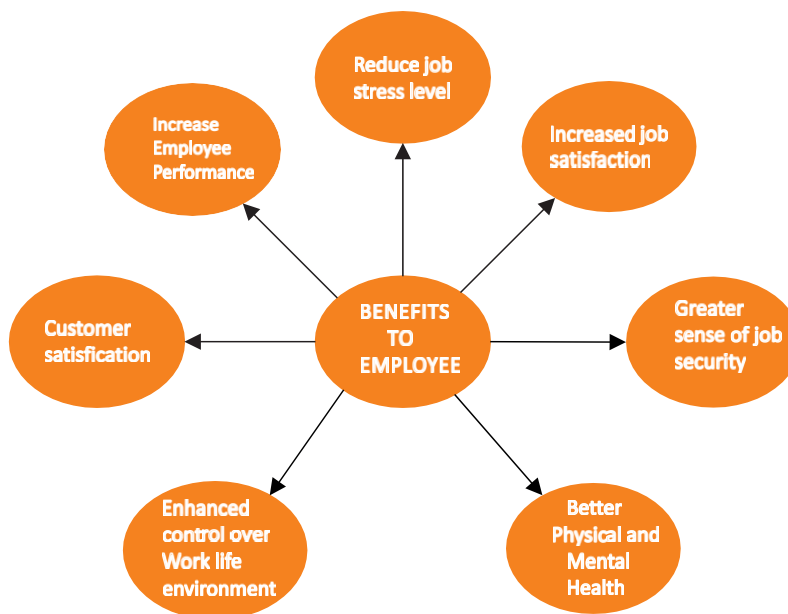 Reduce job
stress level
Increase
Employee
Performance
Increased job
satisfaction
BENEFITS
TO
EMPLOYEE
Customer
satisfication
Greater
sense of job
security
Enhanced
control over
Work life
environment
Better
Physical and
Mental
Health